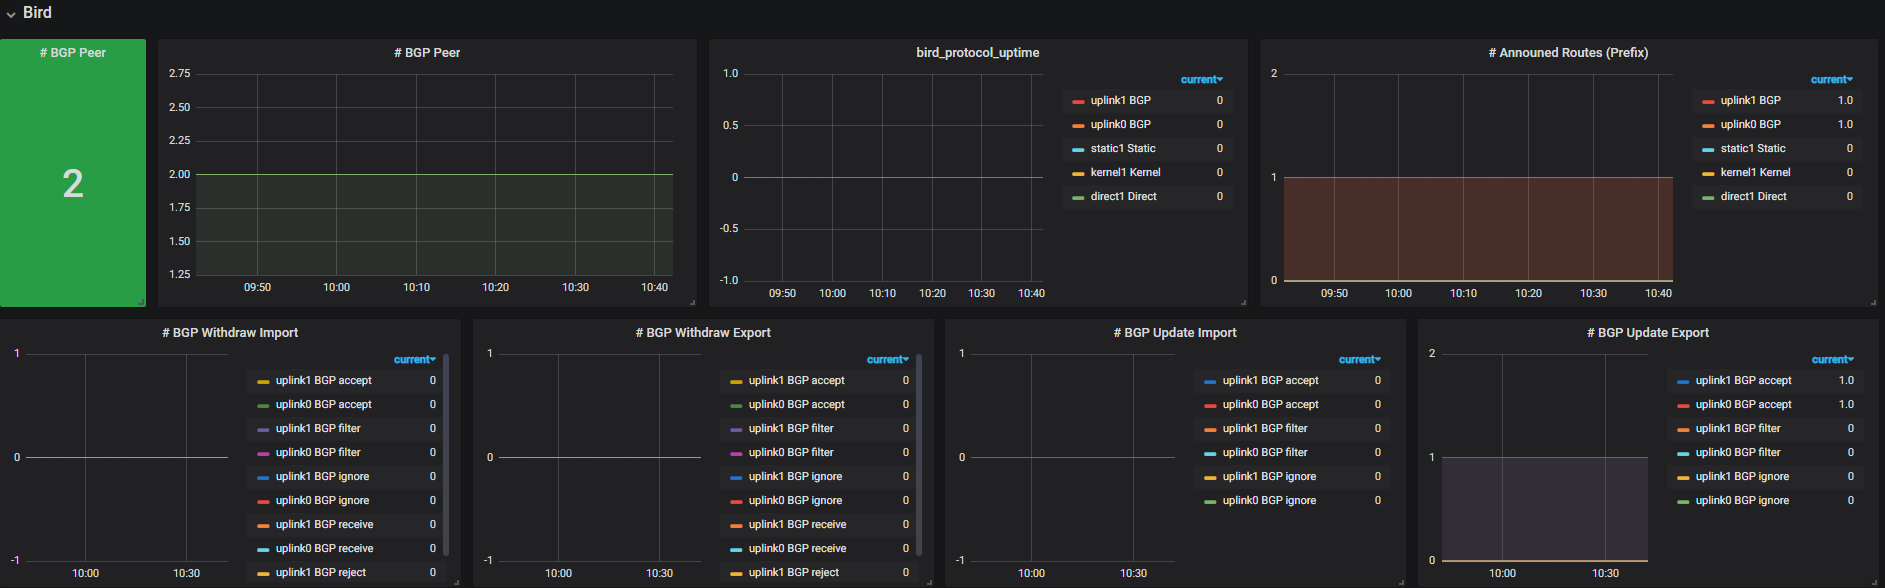 Bird
# BGP Peer
2
# BGP Peer
2.75
2.50
2.25
2.00
1.75
1.50
1.25
09:50 10:00 10:10 10:20 10:30 10:40
bird_protocol_uptime
1.0
0.5
0
-0.5
-1.0
09:50 10:00 10:10 10:20 10:30 10:40
current
uplink1 BGP 0
uplink0 BGP 0
static1 Static 0
kernel1 Kernel 0
direct1 Direct 0
# Announed Routes (Prefix)
2
1
0
09:50 10:00 10:10 10:20 10:30 10:40
current
uplink1 BGP 1.0
uplink0 BGP 1.0
static1 Static 0
kernel1 Kernel 0
direct1 Direct 0
# BGP Withdraw Import
1
0
-1
10:00 10:30
current
uplink1 BGP accept 0
uplink0 BGP accept 0
uplink1 BGP filter 0
uplink0 BGP filter 0
uplink1 BGP ignore 0
uplink0 BGP ignore 0
uplink1 BGP receive 0
uplink0 BGP receive 0
uplink1 BGP reject 0
# BGP Withdraw Export
1
0
-1
10:00 10:30
current
uplink1 BGP accept 0
uplink0 BGP accept 0
uplink1 BGP filter 0
uplink0 BGP filter 0
uplink1 BGP ignore 0
uplink0 BGP ignore 0
uplink1 BGP receive 0
uplink0 BGP receive 0
uplink1 BGP reject 0
# BGP Update Import
1
0
-1
10:00 10:30
current
uplink1 BGP accept 0
uplink0 BGP accept 0
uplink1 BGP filter 0
uplink0 BGP filter 0
uplink1 BGP ignore 0
uplink0 BGP ignore 0
# BGP Update Export
2
1
0
10:00 10:30
current
uplink1 BGP accept 1.0
uplink0 BGP accept 1.0
uplink1 BGP filter 0
uplink0 BGP filter 0
uplink1 BGP ignore 0
uplink0 BGP ignore 0